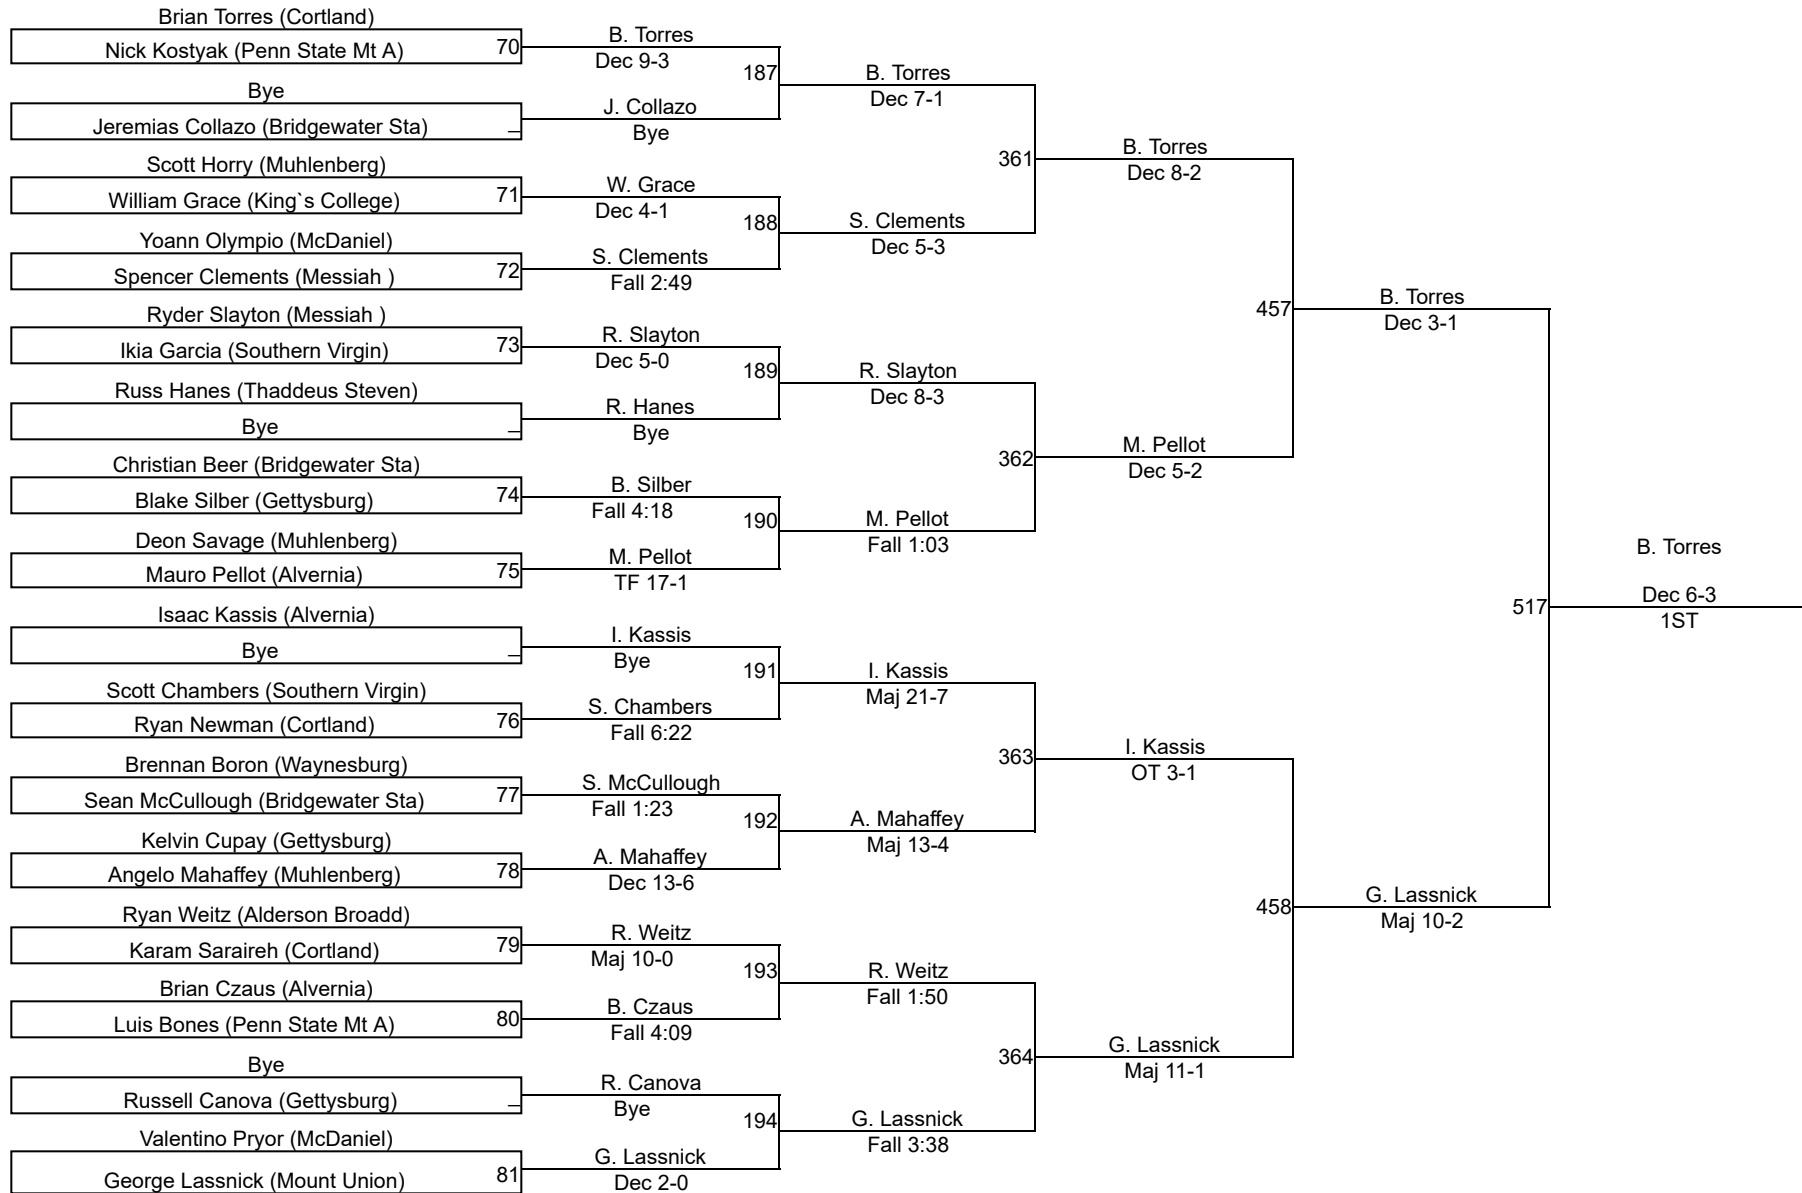 Brian Torres (Cortland)
Nick Kostyak (Penn State Mt A) 70
Bye
Jeremias Collazo (Bridgewater Sta) _
Scott Horry (Muhlenberg)
William Grace (King`s College) 71
Yoann Olympio (McDaniel)
Spencer Clements (Messiah ) 72
Ryder Slayton (Messiah )
Ikia Garcia (Southern Virgin) 73
Russ Hanes (Thaddeus Steven)
Bye _
Christian Beer (Bridgewater Sta)
Blake Silber (Gettysburg) 74
Deon Savage (Muhlenberg)
Mauro Pellot (Alvernia) 75
Isaac Kassis (Alvernia)
Bye _
Scott Chambers (Southern Virgin)
Ryan Newman (Cortland) 76
Brennan Boron (Waynesburg)
Sean McCullough (Bridgewater Sta) 77
Kelvin Cupay (Gettysburg)
Angelo Mahaffey (Muhlenberg) 78
Ryan Weitz (Alderson Broadd)
Karam Saraireh (Cortland) 79
Brian Czaus (Alvernia)
Luis Bones (Penn State Mt A) 80
Bye
Russell Canova (Gettysburg) _
Valentino Pryor (McDaniel)
George Lassnick (Mount Union) 81
B. Torres
Dec 9-3
187
J. Collazo
Bye
W. Grace
Dec 4-1
188
S. Clements
Fall 2:49
R. Slayton
Dec 5-0
189
R. Hanes
Bye
B. Silber
Fall 4:18
190
M. Pellot
TF 17-1
I. Kassis
Bye
191
S. Chambers
Fall 6:22
S. McCullough
Fall 1:23
192
A. Mahaffey
Dec 13-6
R. Weitz
Maj 10-0
193
B. Czaus
Fall 4:09
R. Canova
Bye
194
G. Lassnick
Dec 2-0
B. Torres
Dec 7-1
361
S. Clements
Dec 5-3
R. Slayton
Dec 8-3
362
M. Pellot
Fall 1:03
I. Kassis
Maj 21-7
363
A. Mahaffey
Maj 13-4
R. Weitz
Fall 1:50
364
G. Lassnick
Fall 3:38
B. Torres
Dec 8-2
457
M. Pellot
Dec 5-2
I. Kassis
OT 3-1
458
G. Lassnick
Maj 11-1
B. Torres
Dec 3-1
517
G. Lassnick
Maj 10-2
B. Torres
Dec 6-3
1ST